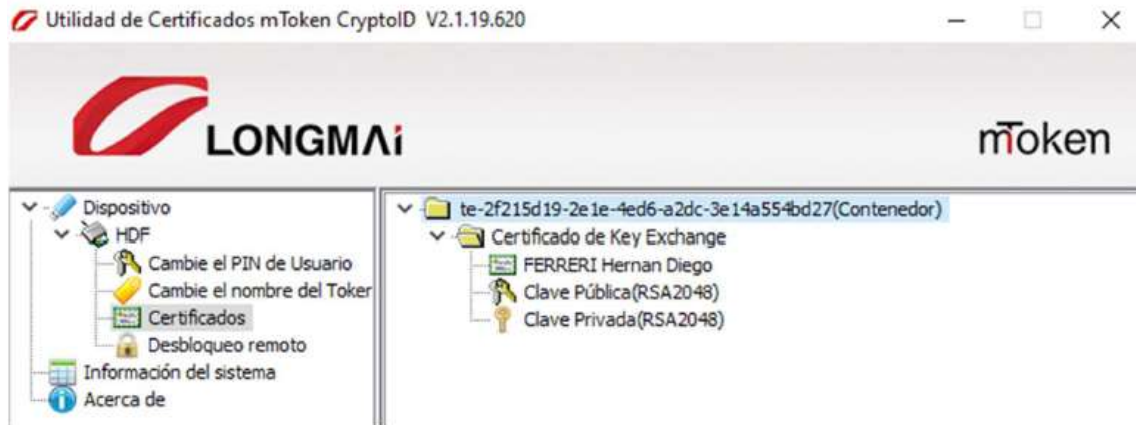 Utilidad de Certificados mToken CryptoID V2.1.19.620
LONGMAi
mToken
Dispositivo
HDF
Cambie el PIN de Usuario
Cambie el nombre del Toker
Certificados
Desbloqueo remoto
Información del sistema
Acerca de
te-2f215d19-2e1e-4ed6-a2dc-3e14a554bd27(Contenedor)
Certificado de Key Exchange
FERRERI Hernan Diego
Clave Pública(RSA2048)
Clave Privada(RSA2048)